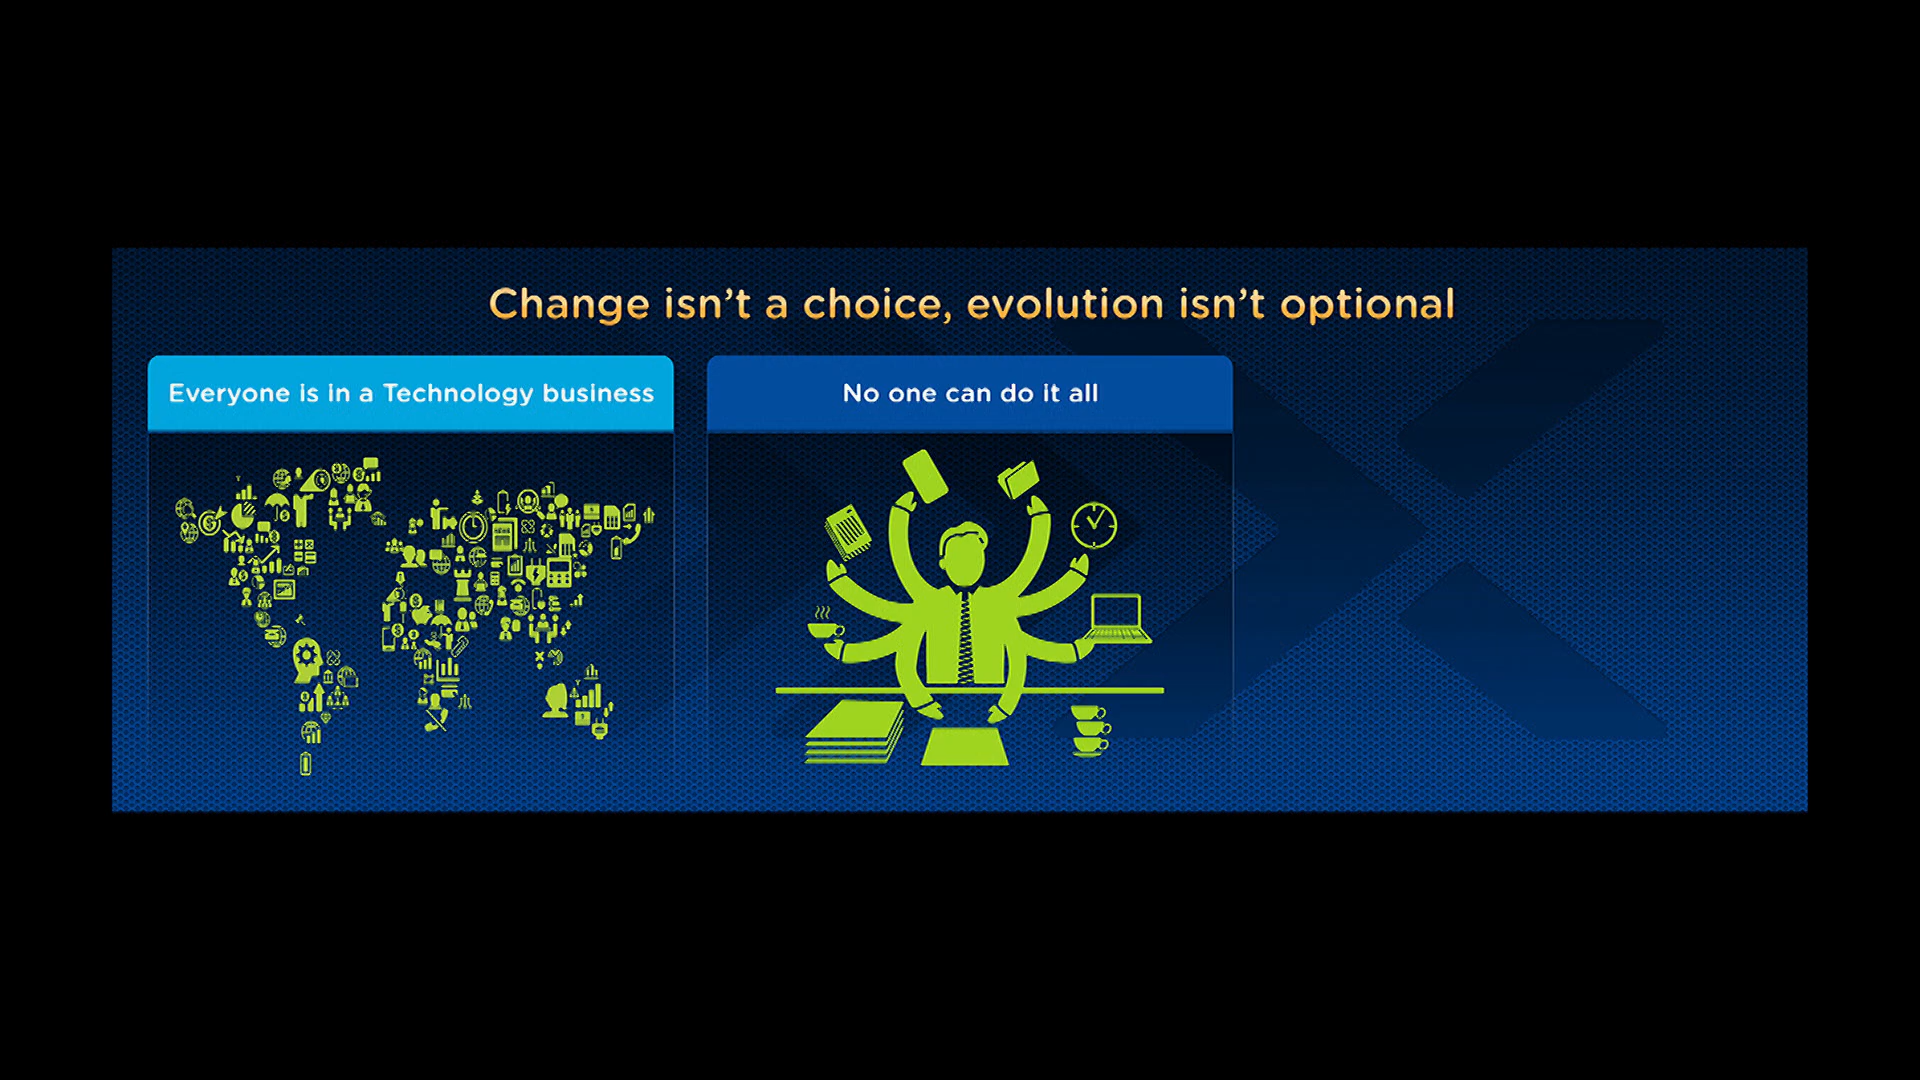 Change isn't a choice, evolution isn't optional
Everyone is in a Technology business
No one can do it all